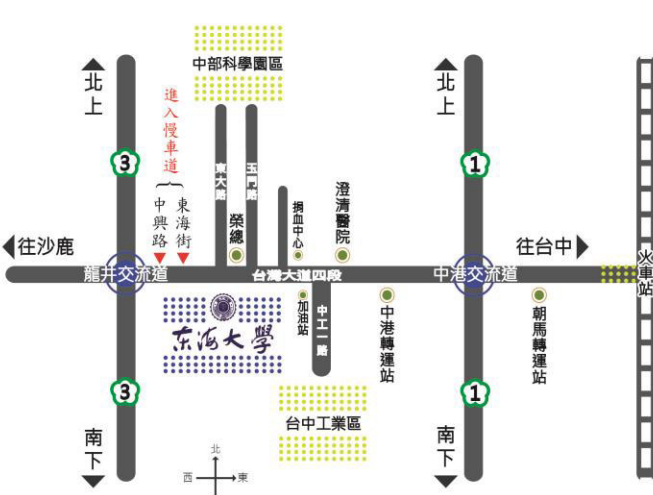 中部科學園區
北上
北上
進入慢車道
3
1
東大路
玉門路
中興路
東海街
榮總
捐血中心
澄清醫院
往沙鹿
往台中
火車站
龍井交流道
台灣大道四段
中港交流道
东海大學
加油站
中工一路
中港轉運站
朝馬轉運站
3
1
台中工業區
南下
南下
北
西
東